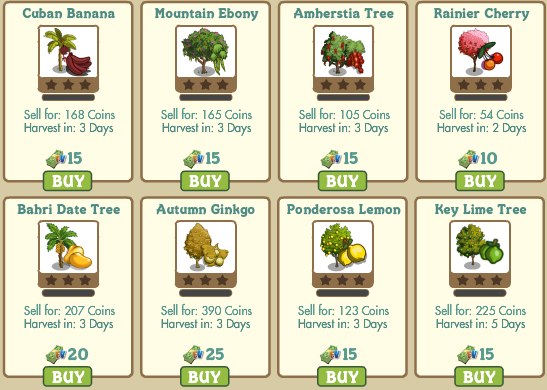 Cuban Banana
Sell for: 168 Coins
Harvest in: 3 Days
15
BUY
Mountain Ebony
Sell for: 165 Coins
Harvest in: 3 Days
15
BUY
Amherstia Tree
Sell for: 105 Coins
Harvest in: 3 Days
15
BUY
Rainier Cherry
Sell for: 54 Coins
Harvest in: 2 Days
10
BUY
Bahri Date Tree
Sell for: 207 Coins
Harvest in: 3 Days
20
BUY
Autumn Ginkgo
Sell for: 390 Coins
Harvest in: 3 Days
25
BUY
Ponderosa Lemon
Sell for: 123 Coins
Harvest in: 3 Days
15
BUY
Key Lime Tree
Sell for: 225 Coins
Harvest in: 5 Days
15
BUY